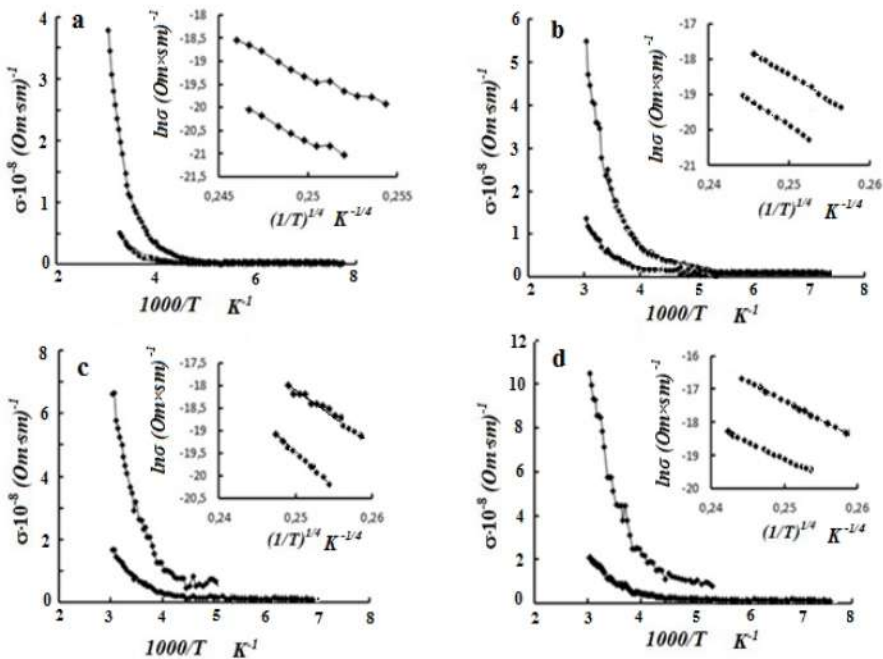 a
σ·10⁻⁸ (Om·sm)⁻¹
4
3
2
1
0
2 4 6 8
1000/T K⁻¹
lnσ (Om×sm)⁻¹
-18
-18,5
-19
-19,5
-20
-20,5
-21
-21,5
0,245 0,25 0,255
(1/T)^1/4 K^-1/4
b
σ·10⁻⁸ (Om·sm)⁻¹
6
5
4
3
2
1
0
2 3 4 5 6 7 8
1000/T K⁻¹
lnσ (Om×sm)⁻¹
-17
-18
-19
-20
-21
0,24 0,25 0,26
(1/T)^1/4 K^-1/4
c
σ·10⁻⁸ (Om·sm)⁻¹
8
6
4
2
0
2 3 4 5 6 7 8
1000/T K⁻¹
lnσ (Om×sm)⁻¹
-17,5
-18
-18,5
-19
-19,5
-20
-20,5
0,24 0,25 0,26
(1/T)^1/4 K^-1/4
d
σ·10⁻⁸ (Om·sm)⁻¹
12
10
8
6
4
2
0
2 3 4 5 6 7 8
1000/T K⁻¹
lnσ (Om×sm)⁻¹
-16
-17
-18
-19
-20
0,24 0,25 0,26
(1/T)^1/4 K^-1/4